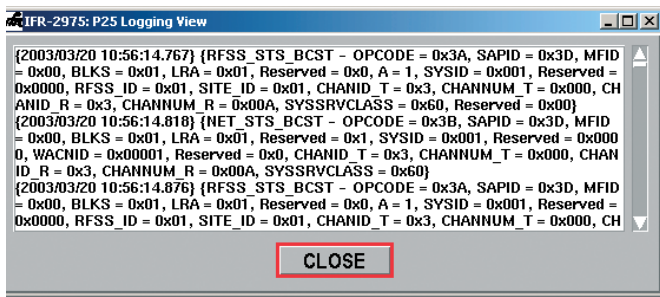 IFR-2975: P25 Logging View
{2003/03/20 10:56:14.767} {RFSS_STS_BCST - OPCODE = 0x3A, SAPID = 0x3D, MFID
= 0x00, BLKS = 0x01, LRA = 0x01, Reserved = 0x0, A = 1, SYSID = 0x001, Reserved =
0x0000, RFSS_ID = 0x01, SITE_ID = 0x01, CHANID_T = 0x3, CHANNUM_T = 0x000, CH
ANID_R = 0x3, CHANNUM_R = 0x00A, SYSSRVCLASS = 0x60, Reserved = 0x00}
{2003/03/20 10:56:14.818} {NET_STS_BCST - OPCODE = 0x3B, SAPID = 0x3D, MFID
= 0x00, BLKS = 0x01, LRA = 0x01, Reserved = 0x1, SYSID = 0x001, Reserved = 0x000
0, WACNID = 0x00001, Reserved = 0x0, CHANID_T = 0x3, CHANNUM_T = 0x000, CHAN
ID_R = 0x3, CHANNUM_R = 0x00A, SYSSRVCLASS = 0x60}
{2003/03/20 10:56:14.876} {RFSS_STS_BCST - OPCODE = 0x3A, SAPID = 0x3D, MFID
= 0x00, BLKS = 0x01, LRA = 0x01, Reserved = 0x0, A = 1, SYSID = 0x001, Reserved =
0x0000, RFSS_ID = 0x01, SITE_ID = 0x01, CHANID_T = 0x3, CHANNUM_T = 0x000, CH
CLOSE